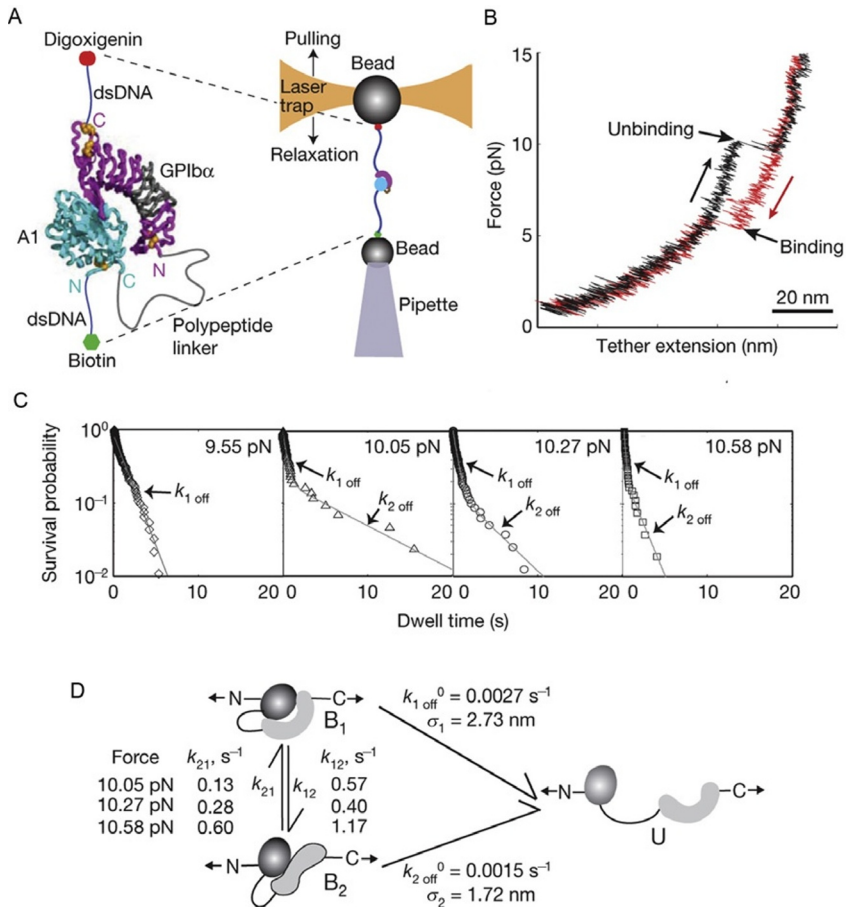 A
Digoxigenin
dsDNA
C
GPIbα
A1
N
N
C
dsDNA
Polypeptide
linker
Biotin
Pulling
Bead
Laser
trap
Relaxation
Bead
Pipette
B
Force (pN)
15
10
5
0
Unbinding
Binding
20 nm
Tether extension (nm)
C
Survival probability
10⁰
10⁻¹
10⁻²
9.55 pN
k₁ off
10.05 pN
k₁ off
k₂ off
10.27 pN
k₁ off
k₂ off
10.58 pN
k₁ off
k₂ off
0 10 20 0 10 20 0 10 20 0 10 20
Dwell time (s)
D
N C
B₁
Force k₂₁, s⁻¹ k₁₂, s⁻¹
10.05 pN 0.13 0.57
10.27 pN 0.28 0.40
10.58 pN 0.60 1.17
k₂₁ k₁₂
N C
B₂
k₁ off⁰ = 0.0027 s⁻¹
σ₁ = 2.73 nm
N C
U
k₂ off⁰ = 0.0015 s⁻¹
σ₂ = 1.72 nm